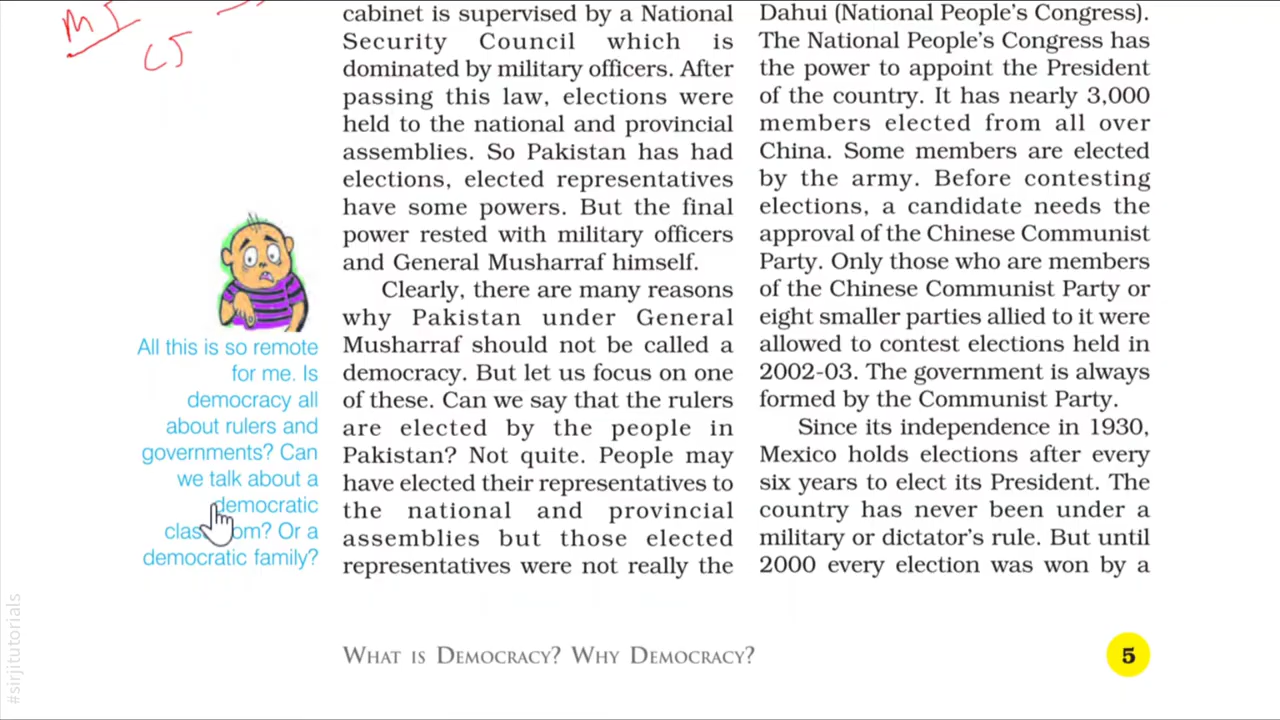 MI
CJ
cabinet is supervised by a National
Security Council which is
dominated by military officers. After
passing this law, elections were
held to the national and provincial
assemblies. So Pakistan has had
elections, elected representatives
have some powers. But the final
power rested with military officers
and General Musharraf himself.
Clearly, there are many reasons
why Pakistan under General
Musharraf should not be called a
democracy. But let us focus on one
of these. Can we say that the rulers
are elected by the people in
Pakistan? Not quite. People may
have elected their representatives to
the national and provincial
assemblies but those elected
representatives were not really the
Dahui (National People's Congress).
The National People's Congress has
the power to appoint the President
of the country. It has nearly 3,000
members elected from all over
China. Some members are elected
by the army. Before contesting
elections, a candidate needs the
approval of the Chinese Communist
Party. Only those who are members
of the Chinese Communist Party or
eight smaller parties allied to it were
allowed to contest elections held in
2002-03. The government is always
formed by the Communist Party.
Since its independence in 1930,
Mexico holds elections after every
six years to elect its President. The
country has never been under a
military or dictator's rule. But until
2000 every election was won by a
All this is so remote
for me. Is
democracy all
about rulers and
governments? Can
we talk about a
democratic
classroom? Or a
democratic family?
What is Democracy? Why Democracy?
5
#sirjitutorials